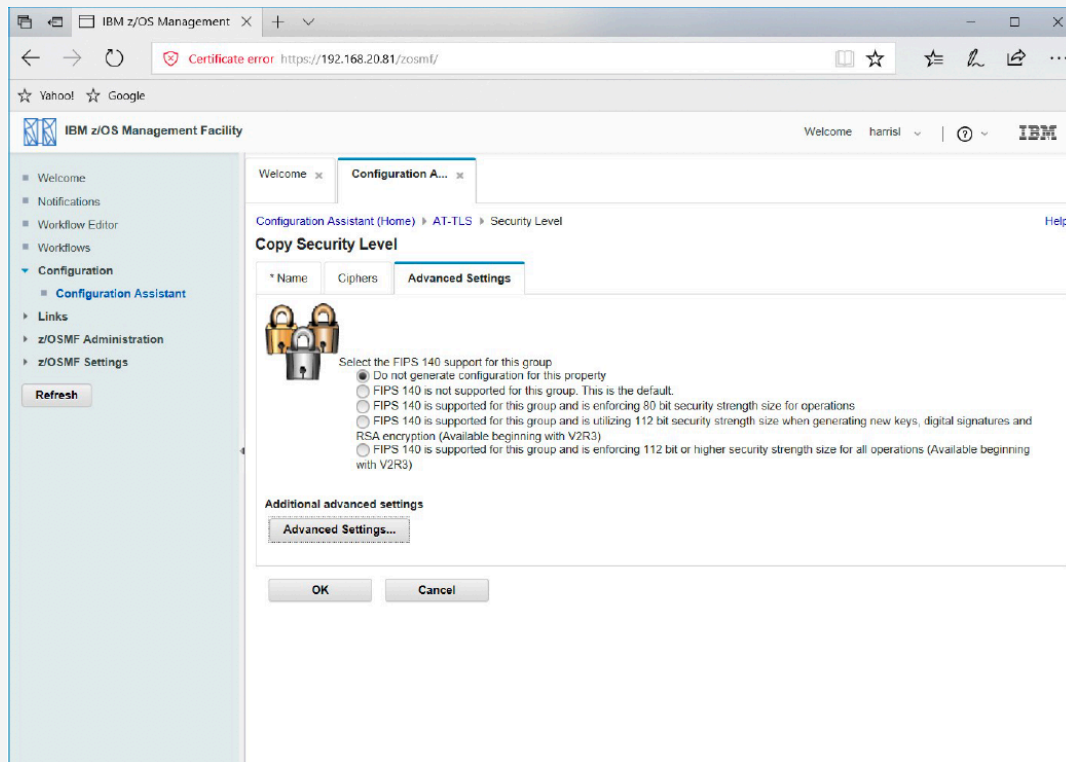 IBM z/OS Management
Certificate error https://192.168.20.81/zosmf/
Yahoo! Google
IBM z/OS Management Facility
Welcome harrisl
IBM
Welcome
Notifications
Workflow Editor
Workflows
Configuration
Configuration Assistant
Links
z/OSMF Administration
z/OSMF Settings
Refresh
Welcome
Configuration A...
Configuration Assistant (Home) AT-TLS Security Level
Help
Copy Security Level
* Name Ciphers Advanced Settings
Select the FIPS 140 support for this group
Do not generate configuration for this property
FIPS 140 is not supported for this group. This is the default.
FIPS 140 is supported for this group and is enforcing 80 bit security strength size for operations
FIPS 140 is supported for this group and is utilizing 112 bit security strength size when generating new keys, digital signatures and
RSA encryption (Available beginning with V2R3)
FIPS 140 is supported for this group and is enforcing 112 bit or higher security strength size for all operations (Available beginning
with V2R3)
Additional advanced settings
Advanced Settings...
OK Cancel